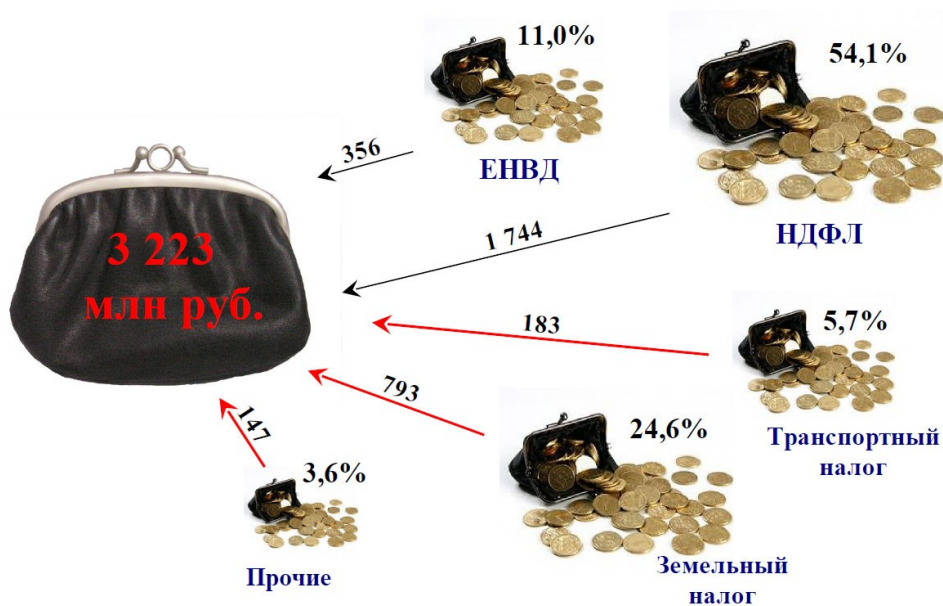 11,0%
54,1%
356
ЕНВД
НДФЛ
1 744
3 223
млн руб.
183
5,7%
793
147
24,6%
Транспортный
налог
3,6%
Прочие
Земельный
налог